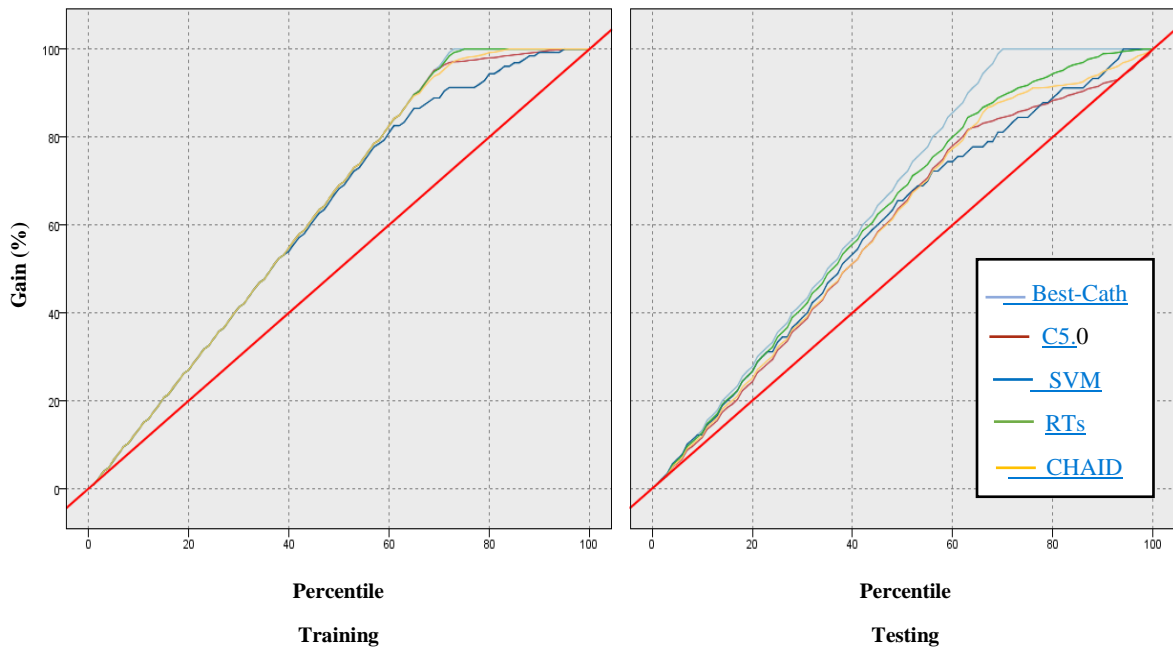 Gain (%)
100
80
60
40
20
0
0 20 40 60 80 100
0 20 40 60 80 100
Best-Cath
C5.0
SVM
RTs
CHAID
Percentile
Percentile
Training
Testing